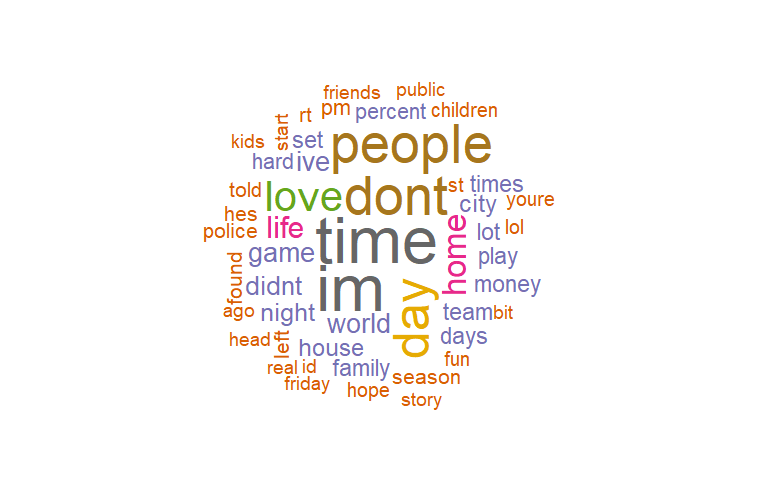 friends public
rt pm percent children
kids start set people
hard ive
told love dont st times
hes life city youre
police time home lot lol
game play
found didnt im day money
ago night world team bit
head left house days
real id family season fun
friday hope story